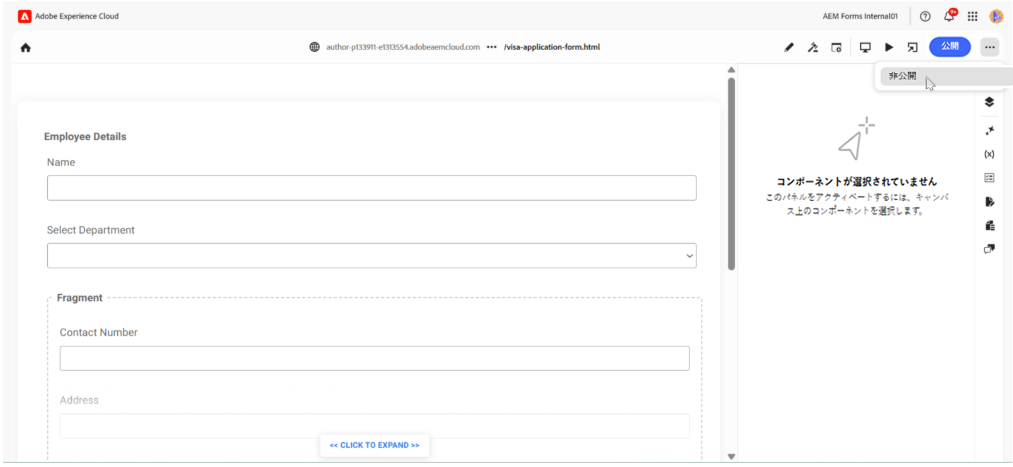 Adobe Experience Cloud
AEM Forms Internal01
9+
author-p133911-e1313554.adobeaemcloud.com ••• /visa-application-form.html
公開
非公開
Employee Details
Name
Select Department
Fragment
Contact Number
Address
<< CLICK TO EXPAND >>
コンポーネントが選択されていません
このパネルをアクティベートするには、キャンバ
ス上のコンポーネントを選択します。
(x)